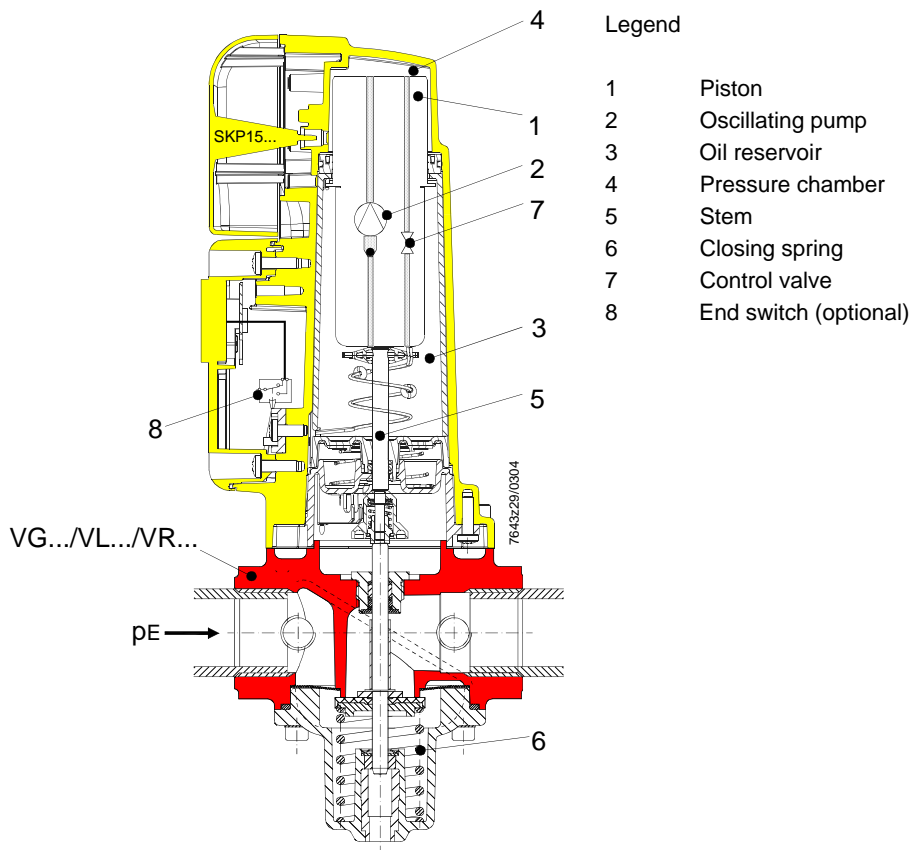 Legend
1 Piston
2 Oscillating pump
3 Oil reservoir
4 Pressure chamber
5 Stem
6 Closing spring
7 Control valve
8 End switch (optional)
4
SKP15...
1
2
7
3
8
5
7643z29/0304
VG.../VL.../VR...
pE
6